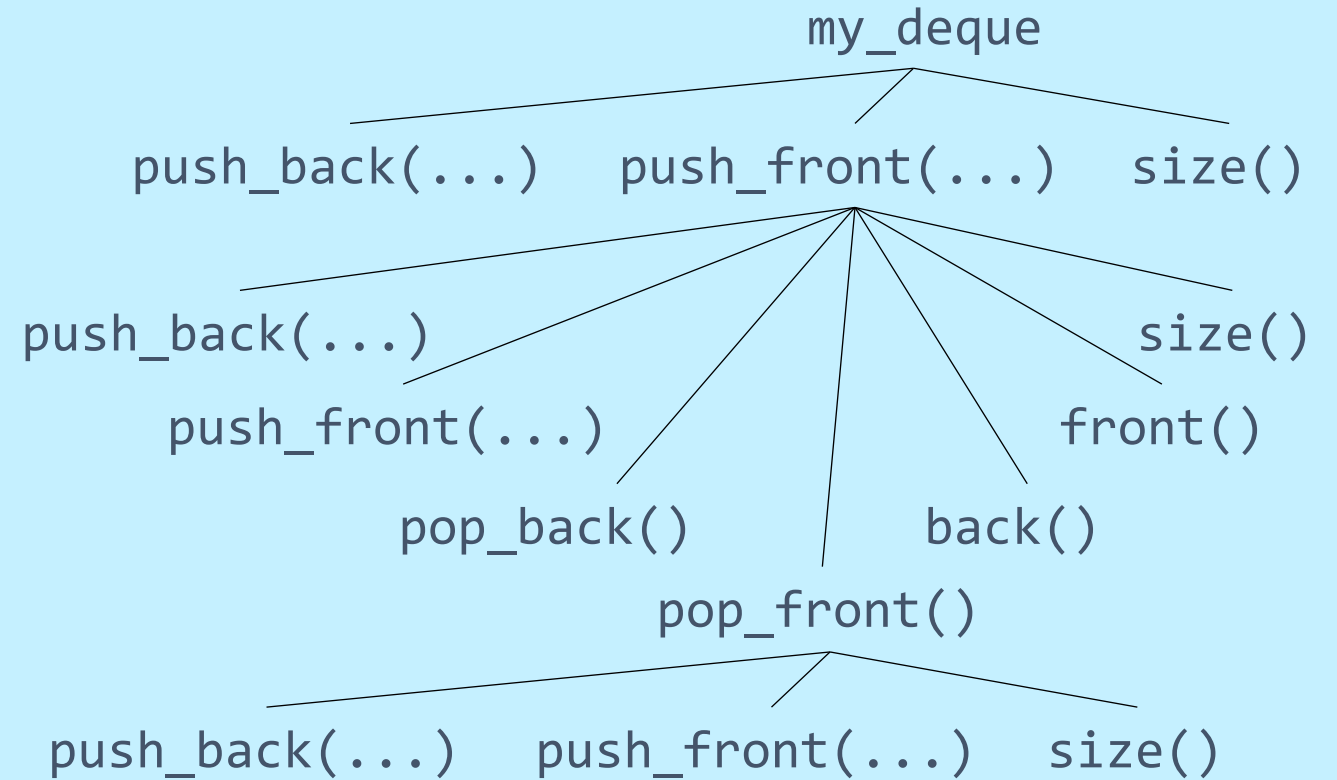 my_deque
push_back(...) push_front(...) size()
push_back(...) size()
push_front(...) front()
pop_back() back()
pop_front()
push_back(...) push_front(...) size()